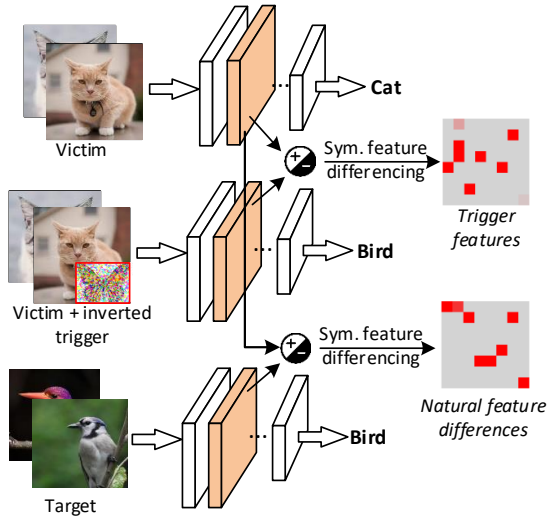 Victim
Cat
Sym. feature
differencing
Trigger
features
Victim + inverted
trigger
Bird
Sym. feature
differencing
Natural feature
differences
Target
Bird